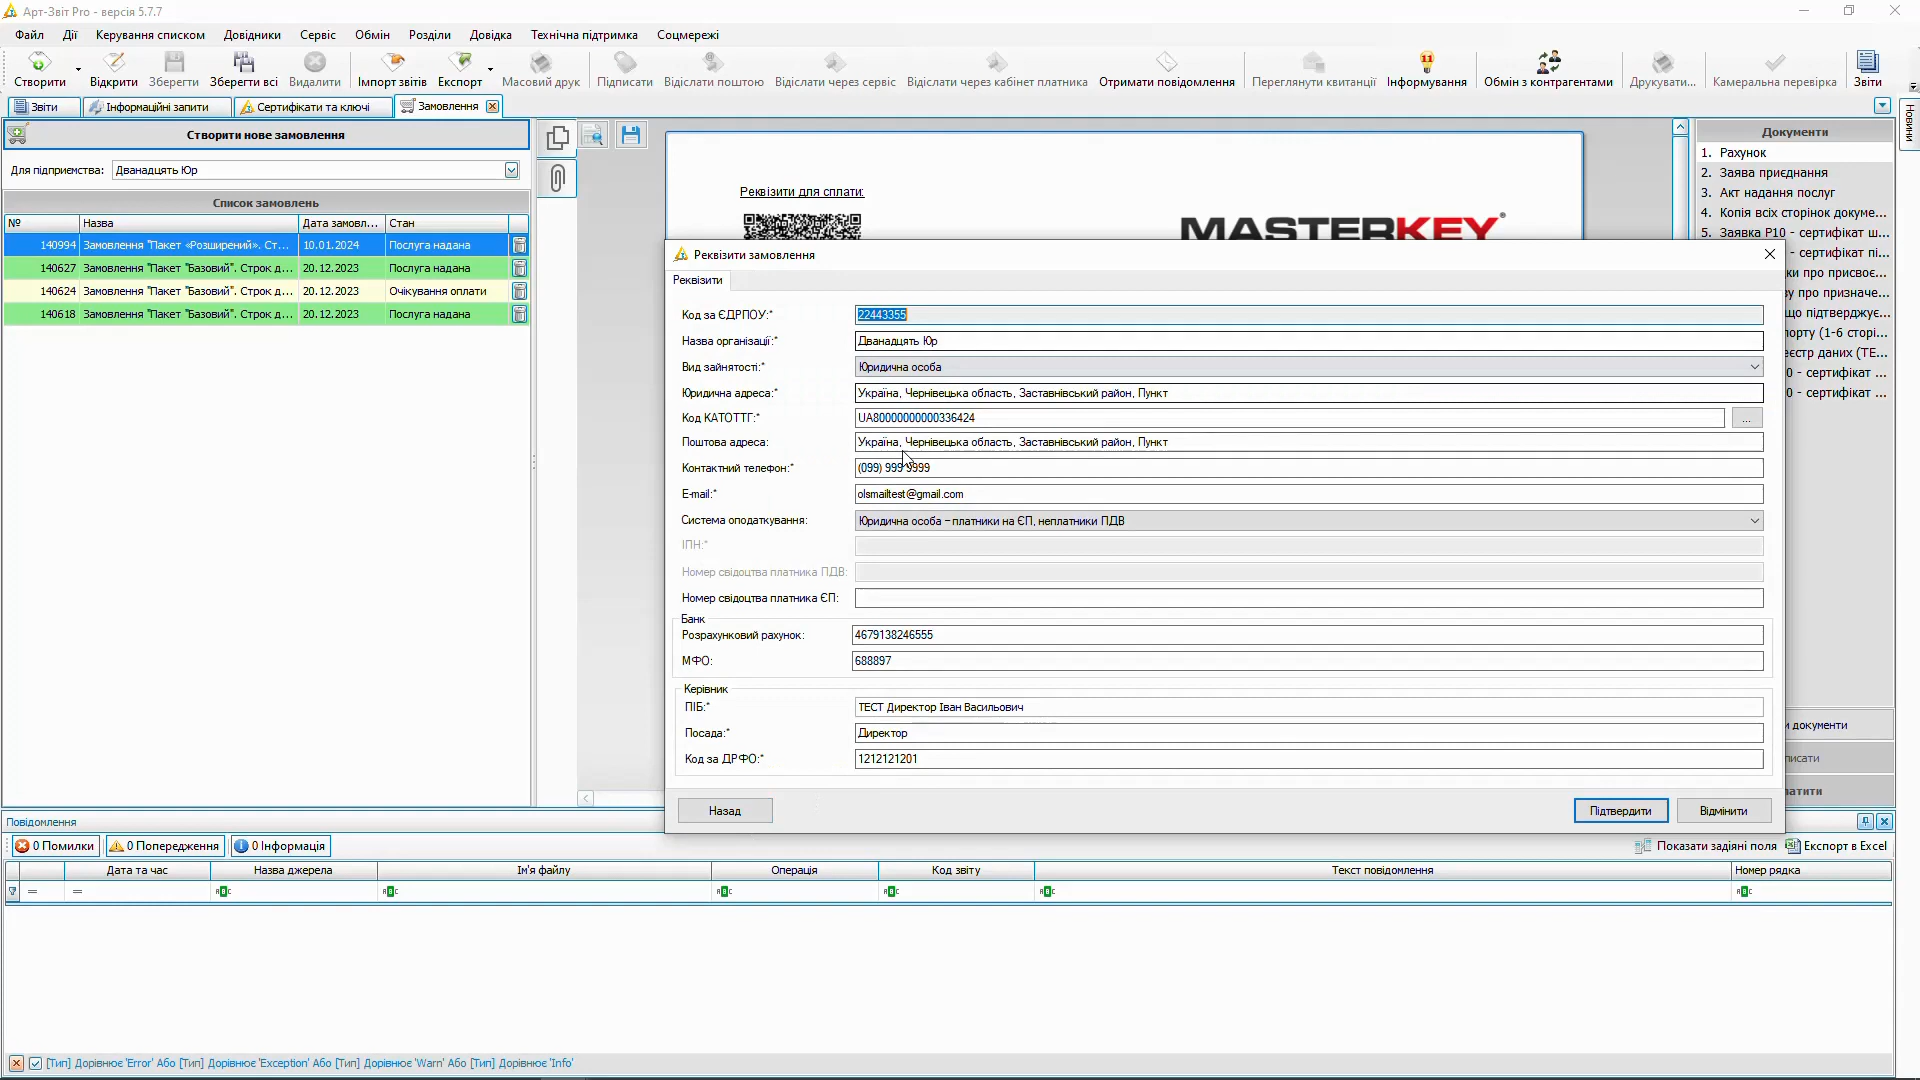 Арт-Звіт Pro - версія 5.7.7
Файл Дії Керування списком Довідники Сервіс Обмін Розділи Довідка Технічна підтримка Соцмережі
Створити Відкрити Зберегти Зберегти всі Видалити Імпорт звітів Експорт Масовий друк Підписати Відіслати поштою Відіслати через сервіс Відіслати через кабінет платника Отримати повідомлення Переглянути квитанції 11 Інформування Обмін з контрагентами Друкувати... Камеральна перевірка Звіти
Звіти Інформаційні запити Сертифікати та ключі Замовлення
Новини
Створити нове замовлення
Для підприємства: Дванадцять Юр
Список замовлень
№ Назва Дата замовл... Стан
140994 Замовлення "Пакет «Розширений». Ст... 10.01.2024 Послуга надана
140627 Замовлення "Пакет "Базовий". Строк д... 20.12.2023 Послуга надана
140624 Замовлення "Пакет "Базовий". Строк д... 20.12.2023 Очікування оплати
140618 Замовлення "Пакет "Базовий". Строк д... 20.12.2023 Послуга надана
Реквізити для сплати:
MASTERKEY®
Документи
1. Рахунок
2. Заява приєднання
3. Акт надання послуг
4. Копія всіх сторінок докуме...
5. Заявка Р10 - сертифікат ш...
- сертифікат пі...
ки про присвоє...
зу про призначе...
що підтверджує...
порту (1-6 сторі...
еєстр даних (ТЕ...
0 - сертифікат ...
0 - сертифікат ...
и документи
писати
латити
Реквізити замовлення
Реквізити
Код за ЄДРПОУ:* 22443355
Назва організації:* Дванадцять Юр
Вид зайнятості:* Юридична особа
Юридична адреса:* Україна, Чернівецька область, Заставнівський район, Пункт
Код КАТОТТГ:* UA80000000000336424 ...
Поштова адреса: Україна, Чернівецька область, Заставнівський район, Пункт
Контактний телефон:* (099) 999 9999
E-mail:* olsmailtest@gmail.com
Система оподаткування: Юридична особа – платники на ЄП, неплатники ПДВ
ІПН:*
Номер свідоцтва платника ПДВ:
Номер свідоцтва платника ЄП:
Банк
Розрахунковий рахунок: 4679138246555
МФО: 688897
Керівник
ПІБ:* ТЕСТ Директор Іван Васильович
Посада:* Директор
Код за ДРФО:* 1212121201
Назад Підтвердити Відмінити
Повідомлення
0 Помилки 0 Попередження 0 Інформація Показати задіяні поля Експорт в Excel
Дата та час Назва джерела Ім'я файлу Операція Код звіту Текст повідомлення Номер рядка
[Тип] Дорівнює 'Error' Або [Тип] Дорівнює 'Exception' Або [Тип] Дорівнює 'Warn' Або [Тип] Дорівнює 'Info'